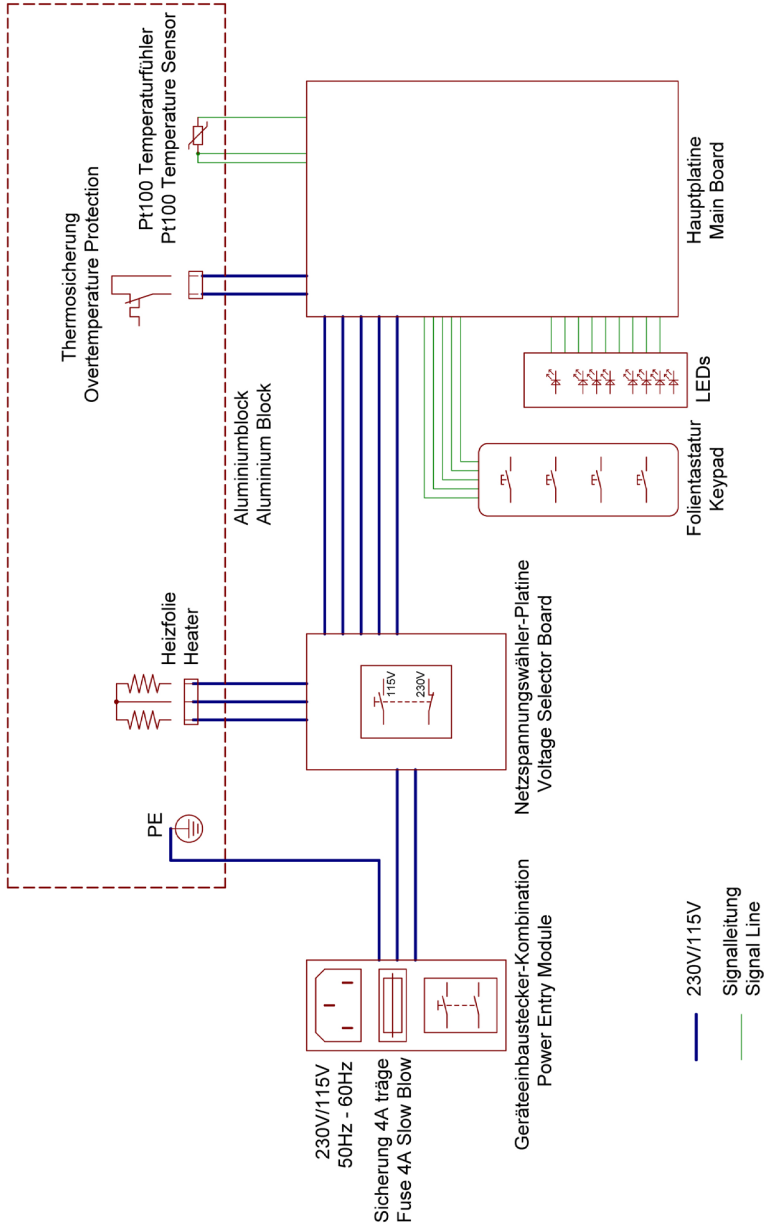 230V/115V
50Hz - 60Hz
Sicherung 4A träge
Fuse 4A Slow Blow
Geräteeinbaustecker-Kombination
Power Entry Module
PE
Heizfolie
Heater
115V
230V
Netzspannungswähler-Platine
Voltage Selector Board
Aluminiumblock
Aluminium Block
Thermosicherung
Overtemperature Protection
Pt100 Temperaturfühler
Pt100 Temperature Sensor
Folientastatur
Keypad
LEDs
Hauptplatine
Main Board
230V/115V
Signalleitung
Signal Line